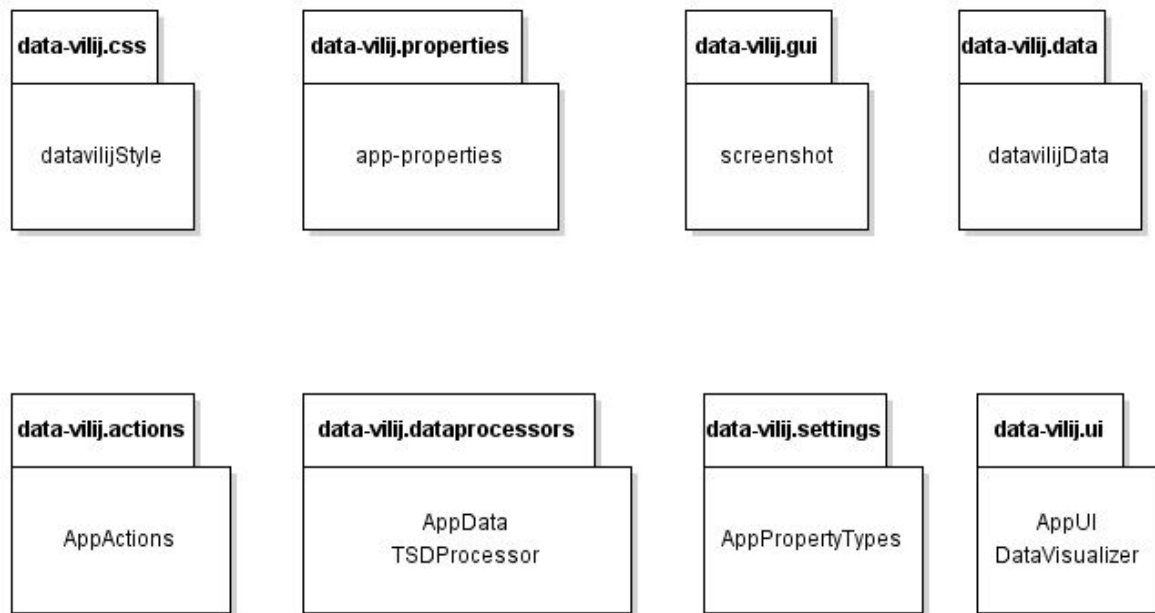 data-vilij.css
datavilijStyle
data-vilij.properties
app-properties
data-vilij.gui
screenshot
data-vilij.data
datavilijData
data-vilij.actions
AppActions
data-vilij.dataprocessors
AppData
TSDProcessor
data-vilij.settings
AppPropertyTypes
data-vilij.ui
AppUI
DataVisualizer